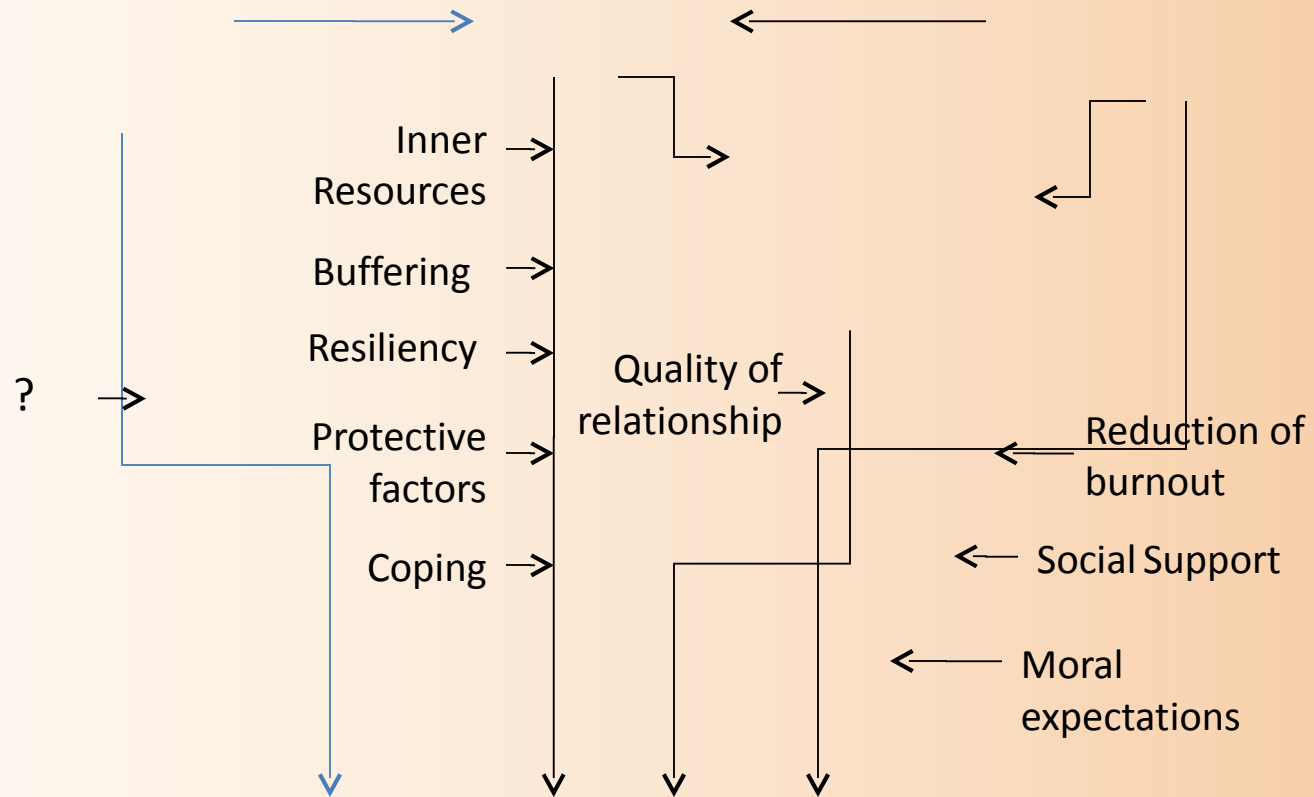 Inner
Resources
Buffering
Resiliency
?
Quality of
relationship
Protective
factors
Reduction of
burnout
Coping
Social Support
Moral
expectations